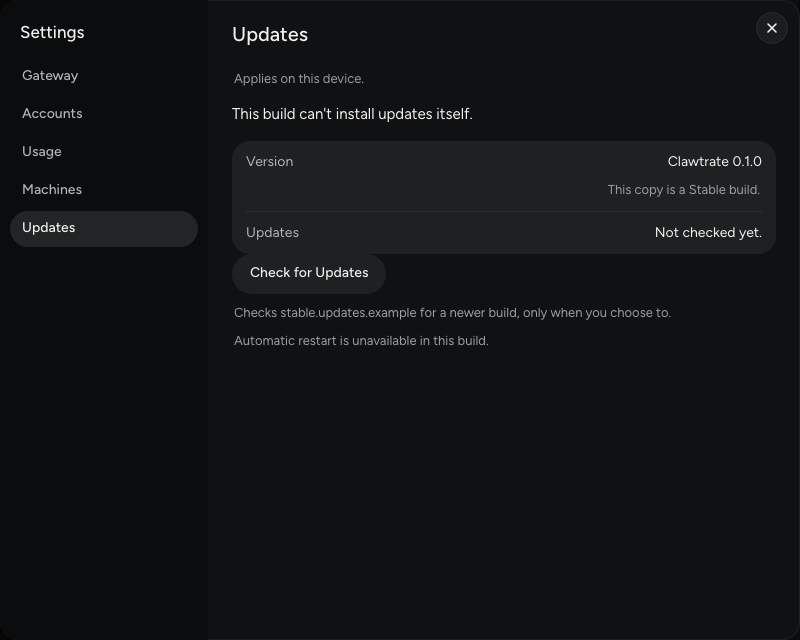 Settings
Gateway
Accounts
Usage
Machines
Updates
Updates
Applies on this device.
This build can't install updates itself.
Version
Clawtrate 0.1.0
This copy is a Stable build.
Updates
Not checked yet.
Check for Updates
Checks stable.updates.example for a newer build, only when you choose to.
Automatic restart is unavailable in this build.